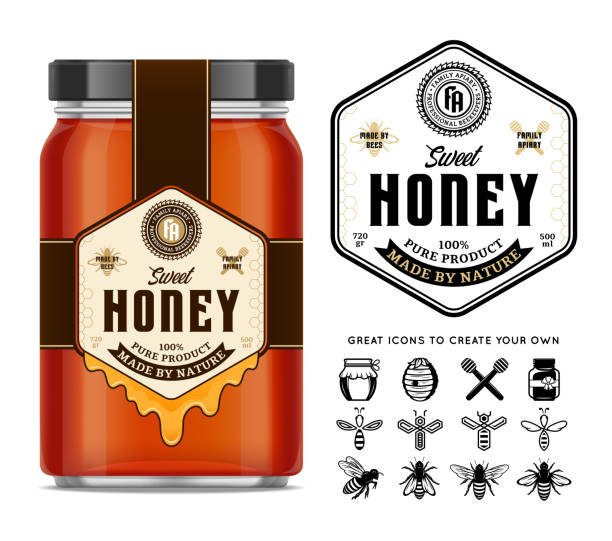 FAMILY APIARY
PROFESSIONAL BEEKEEPERS
FA
MADE BY
BEES
FAMILY
APIARY
Sweet
HONEY
720
gr
500
ml
100%
PURE PRODUCT
MADE BY NATURE
FAMILY APIARY
PROFESSIONAL BEEKEEPERS
FA
MADE BY
BEES
FAMILY
APIARY
Sweet
HONEY
720
gr
500
ml
100%
PURE PRODUCT
MADE BY NATURE
GREAT ICONS TO CREATE YOUR OWN